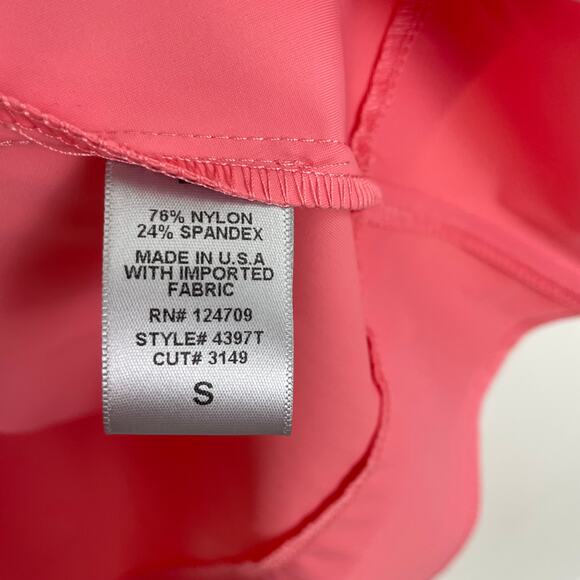 76% NYLON
24% SPANDEX
MADE IN U.S.A
WITH IMPORTED
FABRIC
RN# 124709
STYLE# 4397T
CUT# 3149
S